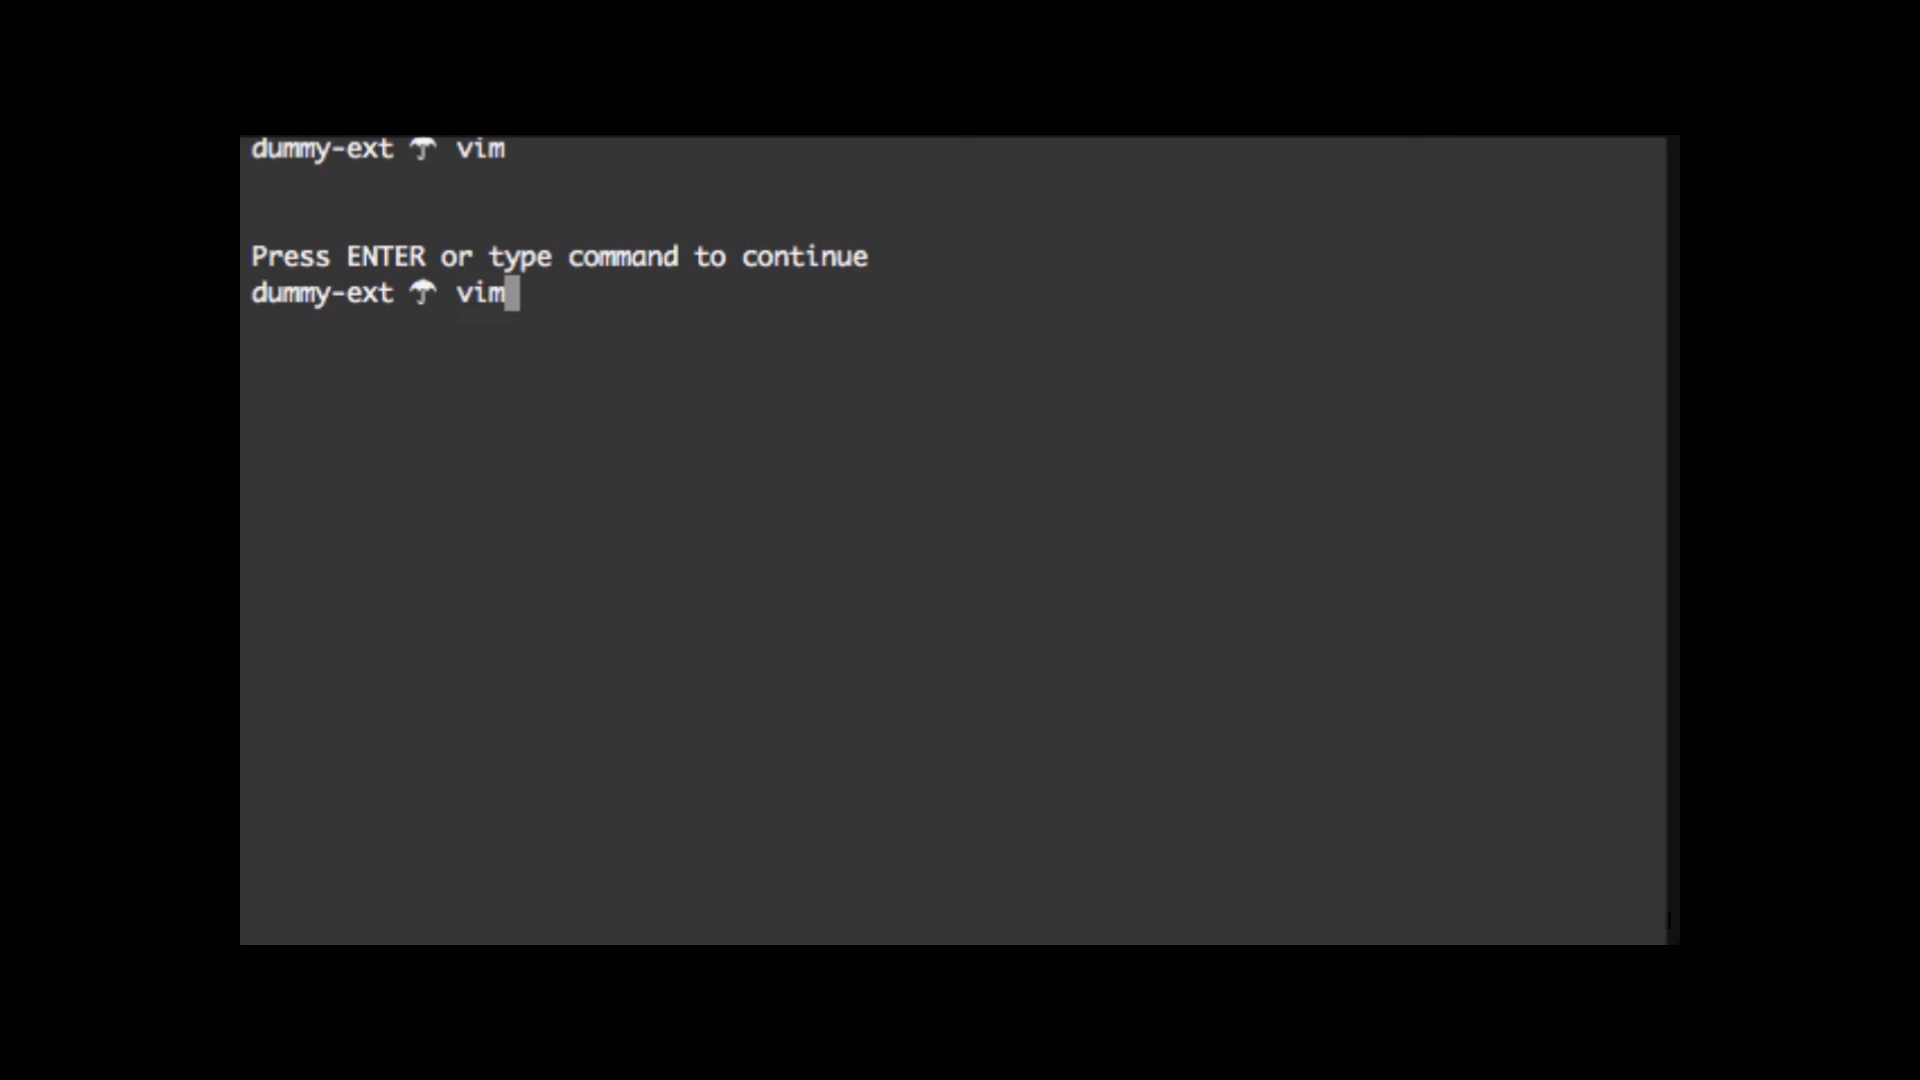 dummy-ext ☂ vim
Press ENTER or type command to continue
dummy-ext ☂ vim